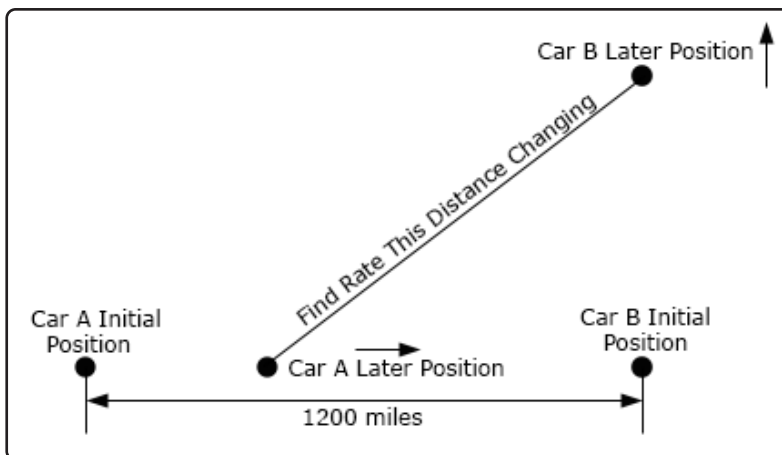 Car B Later Position
Find Rate This Distance Changing
Car A Initial
Position
Car B Initial
Position
Car A Later Position
1200 miles